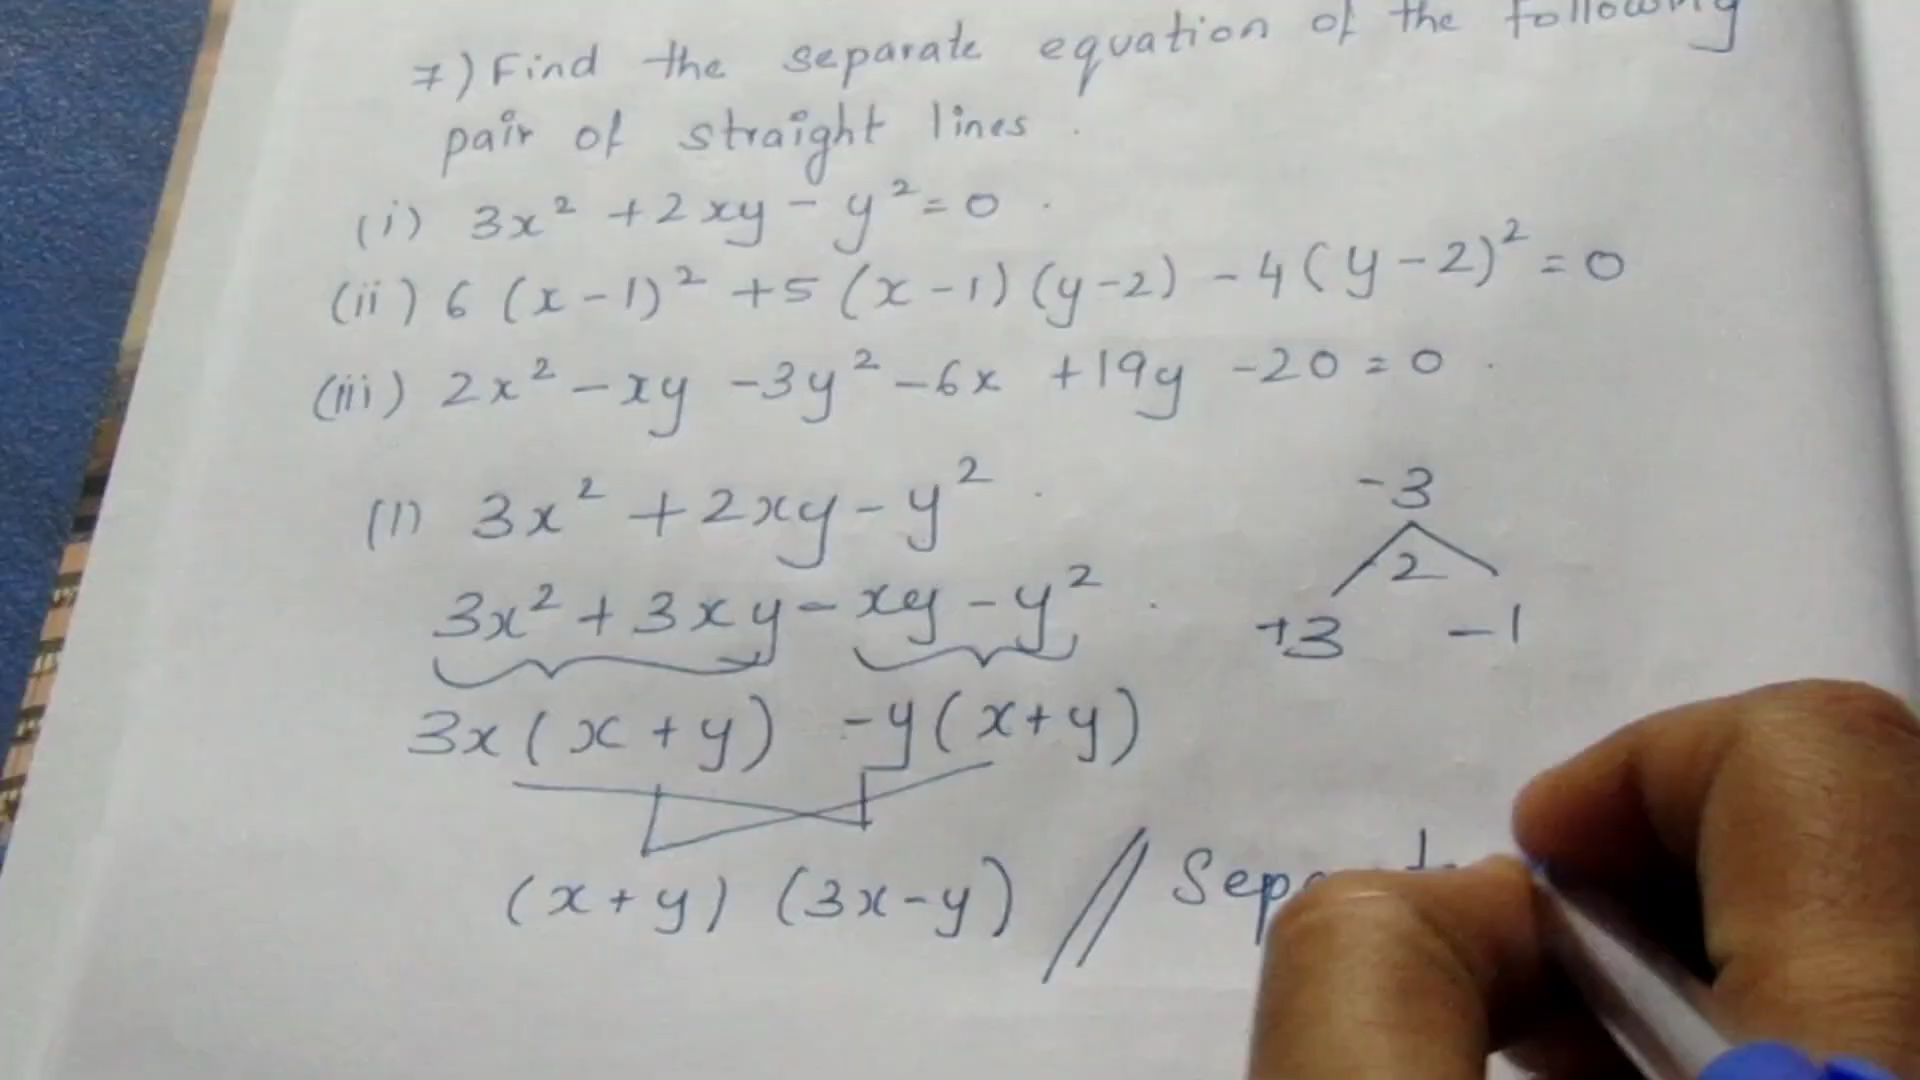 7) Find the separate equation of the following
pair of straight lines.
(i) 3x² + 2xy - y² = 0.
(ii) 6 (x - 1)² + 5 (x - 1) (y - 2) - 4 (y - 2)² = 0
(iii) 2x² - xy - 3y² - 6x + 19y - 20 = 0.
(i) 3x² + 2xy - y².
-3
2
+3 -1
3x² + 3xy - xy - y².
3x (x + y) - y (x + y)
(x + y) (3x - y) //